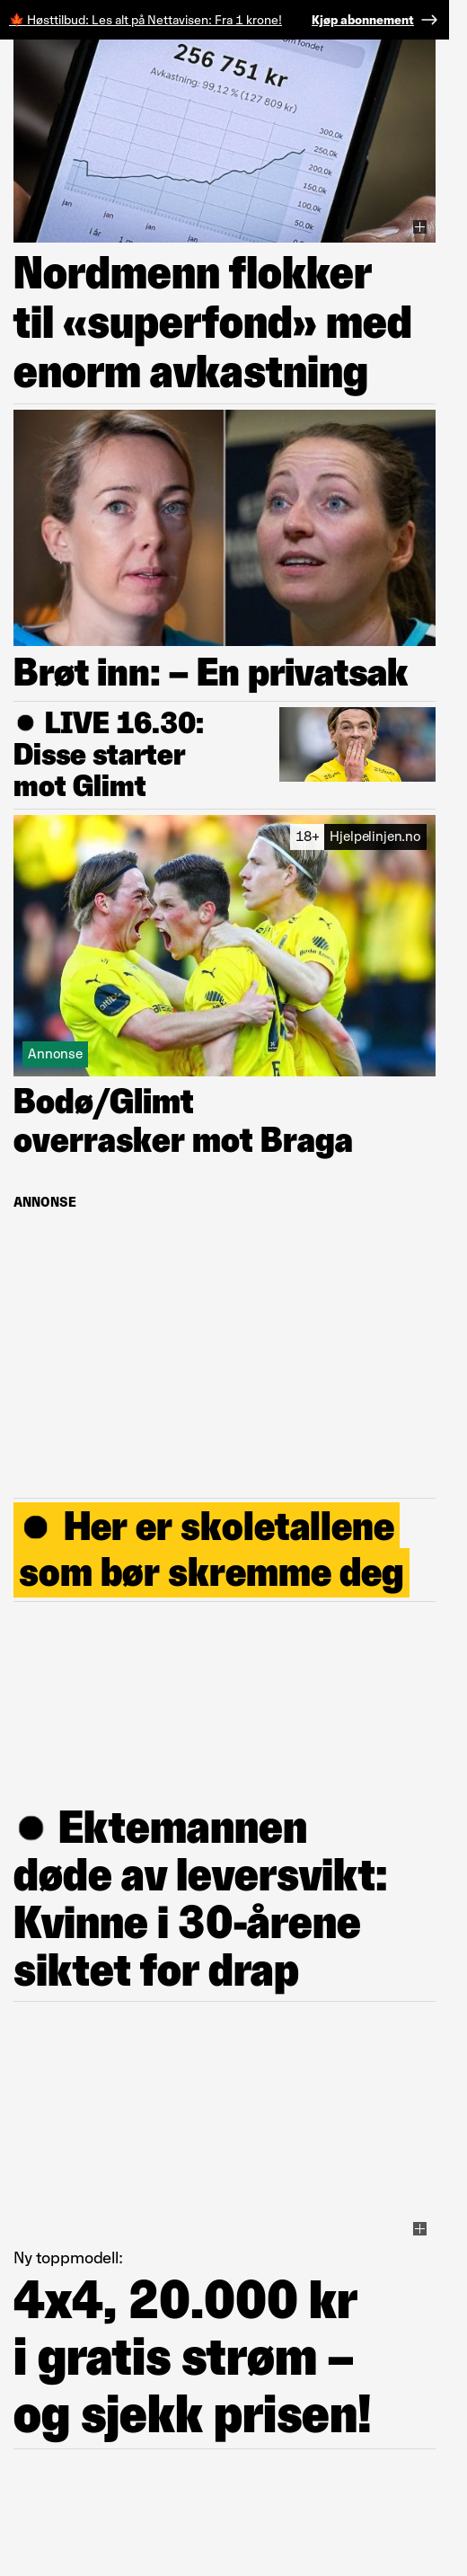 🍁 Høsttilbud: Les alt på Nettavisen: Fra 1 krone! Kjøp abonnement →
fondet
256 751 kr
Avkastning: 99,12 % (127 809 kr)
300,0k
250,0k
200,0k
150,0k
100,0k
50,0k
jan
jan
jan
jan
I år
Nordmenn flokker
til «superfond» med
enorm avkastning
Brøt inn: – En privatsak
LIVE 16.30:
Disse starter
mot Glimt
18+ Hjelpelinjen.no
Annonse
Bodø/Glimt
overrasker mot Braga
ANNONSE
Her er skoletallene
som bør skremme deg
Ektemannen
døde av leversvikt:
Kvinne i 30-årene
siktet for drap
Ny toppmodell:
4x4, 20.000 kr
i gratis strøm –
og sjekk prisen!